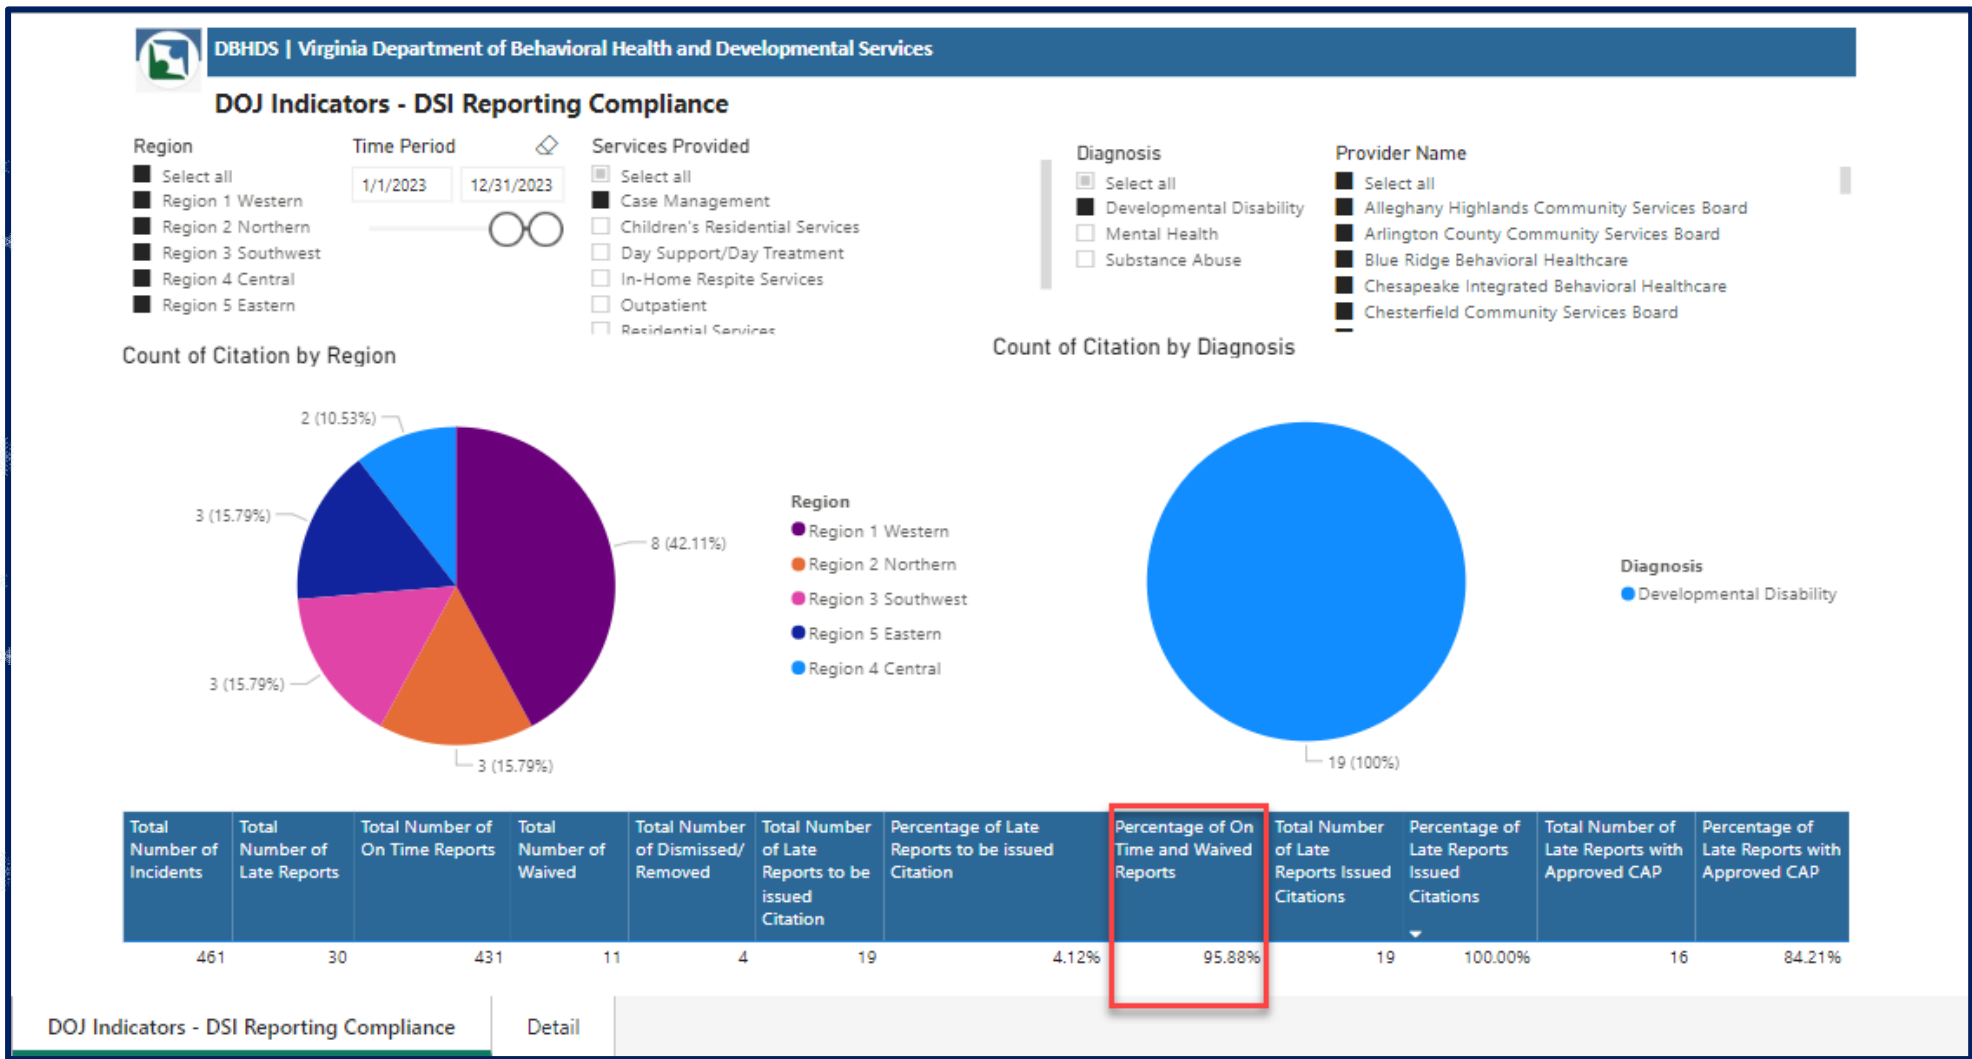 DBHDS | Virginia Department of Behavioral Health and Developmental Services
DOJ Indicators - DSI Reporting Compliance
Region
Select all
Region 1 Western
Region 2 Northern
Region 3 Southwest
Region 4 Central
Region 5 Eastern
Time Period
1/1/2023
12/31/2023
Services Provided
Select all
Case Management
Children's Residential Services
Day Support/Day Treatment
In-Home Respite Services
Outpatient
Residential Services
Diagnosis
Select all
Developmental Disability
Mental Health
Substance Abuse
Provider Name
Select all
Alleghany Highlands Community Services Board
Arlington County Community Services Board
Blue Ridge Behavioral Healthcare
Chesapeake Integrated Behavioral Healthcare
Chesterfield Community Services Board
Count of Citation by Region
2 (10.53%)
3 (15.79%)
3 (15.79%)
3 (15.79%)
8 (42.11%)
Region
Region 1 Western
Region 2 Northern
Region 3 Southwest
Region 5 Eastern
Region 4 Central
Count of Citation by Diagnosis
19 (100%)
Diagnosis
Developmental Disability
Total
Number of
Incidents
Total
Number of
Late Reports
Total Number of
On Time Reports
Total
Number of
Waived
Total Number
of Dismissed/
Removed
Total Number
of Late
Reports to be
issued
Citation
Percentage of Late
Reports to be issued
Citation
Percentage of On
Time and Waived
Reports
Total Number
of Late
Reports Issued
Citations
Percentage of
Late Reports
Issued
Citations
Total Number of
Late Reports with
Approved CAP
Percentage of
Late Reports with
Approved CAP
461 30 431 11 4 19 4.12% 95.88% 19 100.00% 16 84.21%
DOJ Indicators - DSI Reporting Compliance
Detail